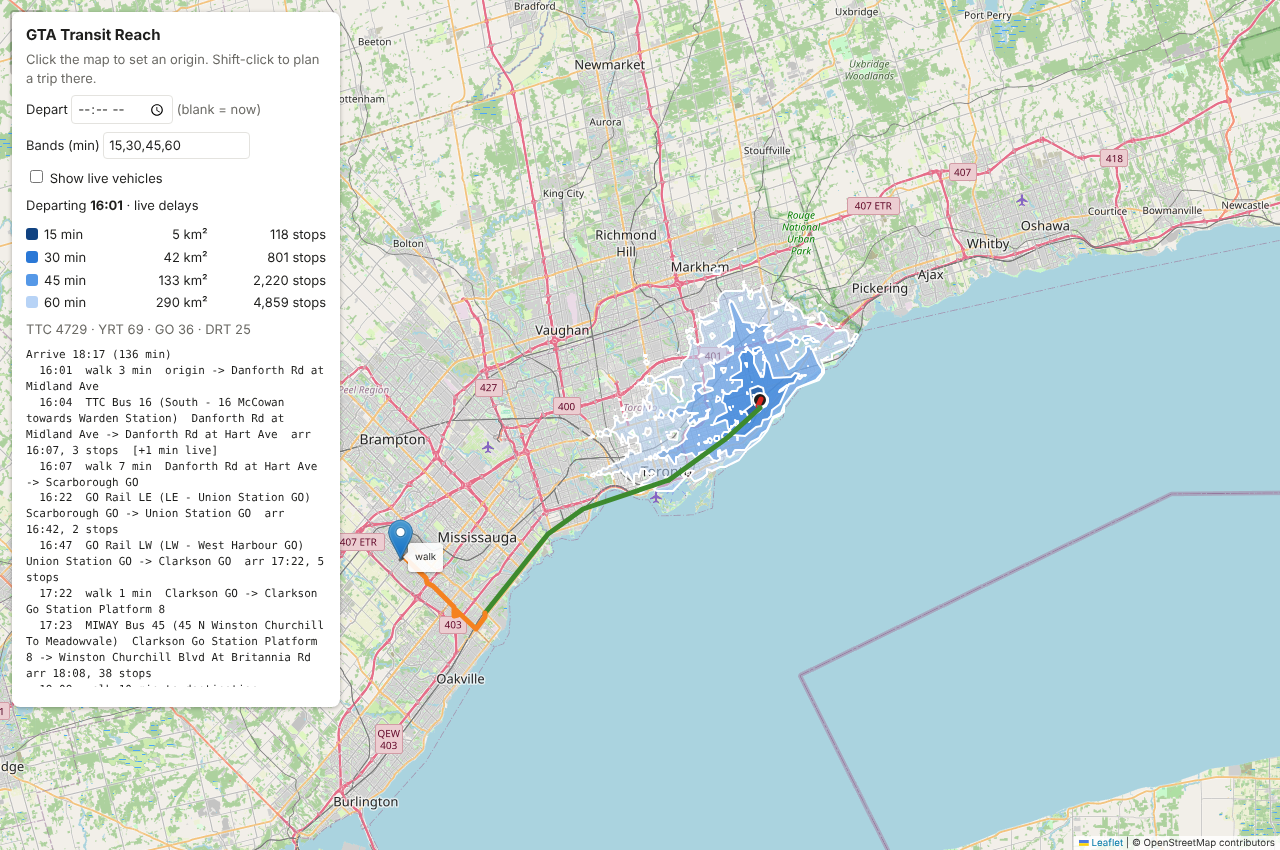 GTA Transit Reach
Click the map to set an origin. Shift-click to plan
a trip there.
Depart --:-- -- (blank = now)
Bands (min) 15,30,45,60
Show live vehicles
Departing 16:01 · live delays
15 min 5 km² 118 stops
30 min 42 km² 801 stops
45 min 133 km² 2,220 stops
60 min 290 km² 4,859 stops
TTC 4729 · YRT 69 · GO 36 · DRT 25
Arrive 18:17 (136 min)
16:01 walk 3 min origin -> Danforth Rd at
Midland Ave
16:04 TTC Bus 16 (South - 16 McCowan
towards Warden Station) Danforth Rd at
Midland Ave -> Danforth Rd at Hart Ave arr
16:07, 3 stops [+1 min live]
16:07 walk 7 min Danforth Rd at Hart Ave
-> Scarborough GO
16:22 GO Rail LE (LE - Union Station GO)
Scarborough GO -> Union Station GO arr
16:42, 2 stops
16:47 GO Rail LW (LW - West Harbour GO)
Union Station GO -> Clarkson GO arr 17:22, 5
stops
17:22 walk 1 min Clarkson GO -> Clarkson
Go Station Platform 8
17:23 MIWAY Bus 45 (45 N Winston Churchill
To Meadowvale) Clarkson Go Station Platform
8 -> Winston Churchill Blvd At Britannia Rd
arr 18:08, 38 stops
Bradford
Uxbridge
Port Perry
Beeton
Newmarket
Uxbridge
Wetlands
ottenham
Aurora
Stouffville
418
407
King City
407 ETR
Courtice
Bowmanville
Newcastle
Rouge
National
Urban
Park
Oshawa
Richmond
Hill
Whitby
Bolton
Markham
Ajax
Pickering
Vaughan
401
427
Peel Region
400
Toron
Brampton
Toronto
Mississauga
407 ETR
walk
403
Oakville
QEW
403
1
dge
Burlington
Leaflet | © OpenStreetMap contributors